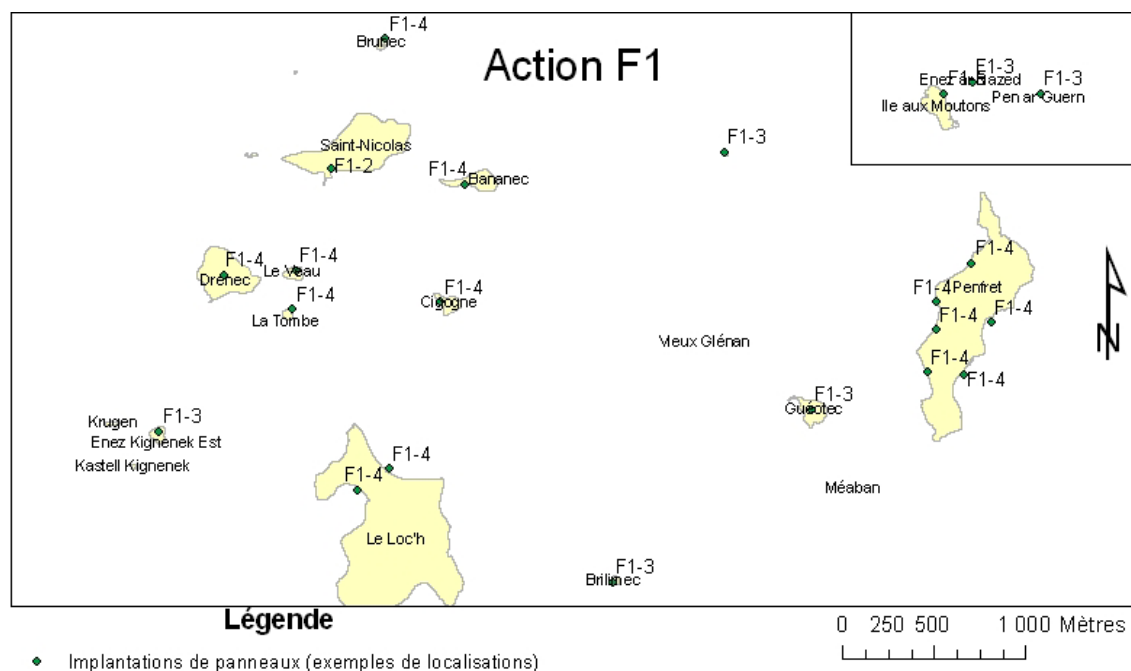 F1-4
Brunec
Action F1
F1-3
Enez ar Razed
F1-3
Pen ar Guern
Ile aux Moutons
F1-3
Saint-Nicolas
F1-2
F1-4
Bananec
F1-4
Drénec
F1-4
Le Veau
F1-4
La Tombe
F1-4
Cigogne
F1-4
Penfret
F1-4
F1-4
F1-4
F1-4
F1-4
Vieux Glénan
F1-3
Guéotec
Krugen
F1-3
Enez Kignenek Est
Kastell Kignenek
F1-4
F1-4
Le Loc'h
Méaban
F1-3
Brilimec
N
Légende
Implantations de panneaux (exemples de localisations)
0 250 500 1 000 Mètres